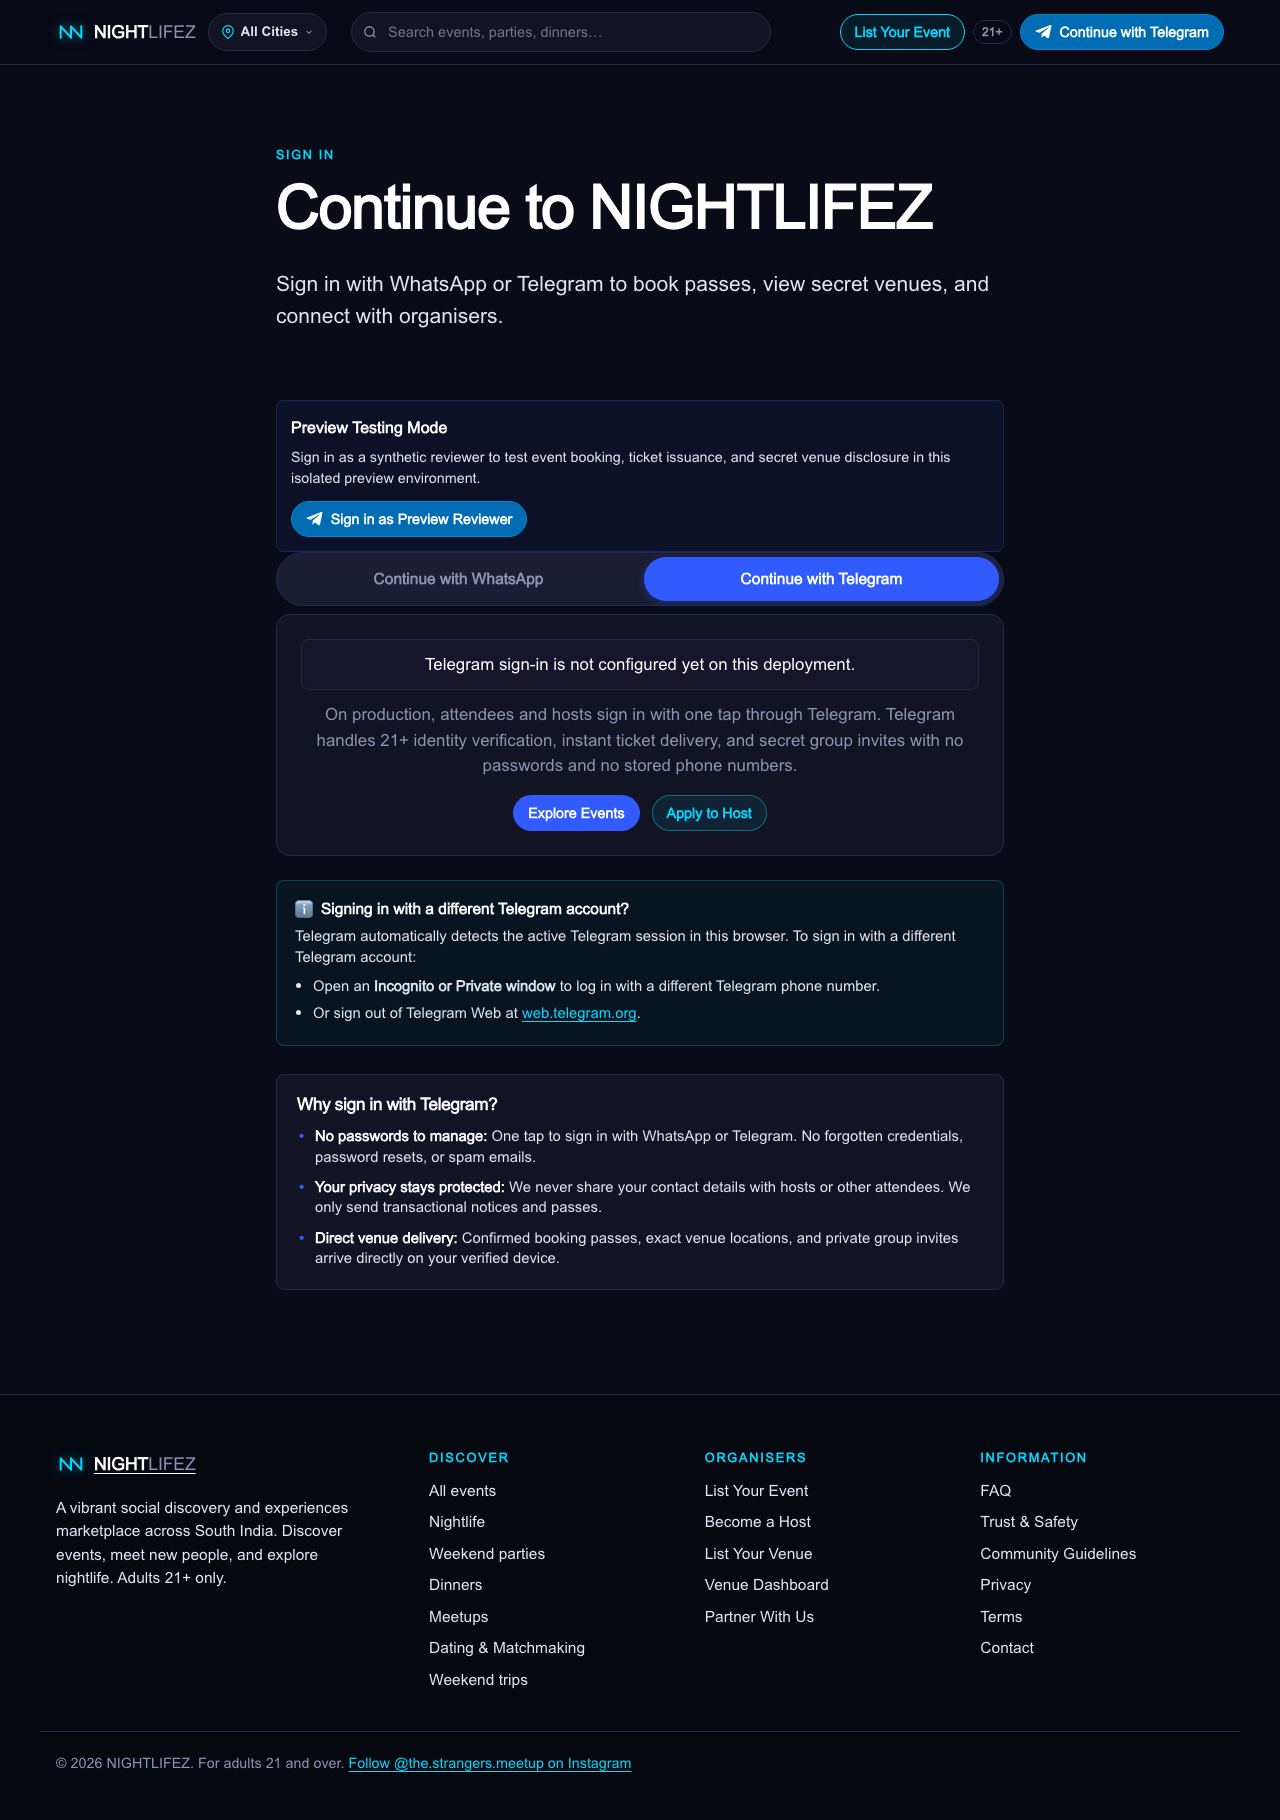 NIGHTLIFEZ
All Cities
Search events, parties, dinners…
List Your Event
21+
Continue with Telegram
SIGN IN
Continue to NIGHTLIFEZ
Sign in with WhatsApp or Telegram to book passes, view secret venues, and
connect with organisers.
Preview Testing Mode
Sign in as a synthetic reviewer to test event booking, ticket issuance, and secret venue disclosure in this
isolated preview environment.
Sign in as Preview Reviewer
Continue with WhatsApp
Continue with Telegram
Telegram sign-in is not configured yet on this deployment.
On production, attendees and hosts sign in with one tap through Telegram. Telegram
handles 21+ identity verification, instant ticket delivery, and secret group invites with no
passwords and no stored phone numbers.
Explore Events
Apply to Host
ℹ️ Signing in with a different Telegram account?
Telegram automatically detects the active Telegram session in this browser. To sign in with a different
Telegram account:
• Open an Incognito or Private window to log in with a different Telegram phone number.
• Or sign out of Telegram Web at web.telegram.org.
Why sign in with Telegram?
• No passwords to manage: One tap to sign in with WhatsApp or Telegram. No forgotten credentials,
password resets, or spam emails.
• Your privacy stays protected: We never share your contact details with hosts or other attendees. We
only send transactional notices and passes.
• Direct venue delivery: Confirmed booking passes, exact venue locations, and private group invites
arrive directly on your verified device.
NIGHTLIFEZ
A vibrant social discovery and experiences
marketplace across South India. Discover
events, meet new people, and explore
nightlife. Adults 21+ only.
DISCOVER
All events
Nightlife
Weekend parties
Dinners
Meetups
Dating & Matchmaking
Weekend trips
ORGANISERS
List Your Event
Become a Host
List Your Venue
Venue Dashboard
Partner With Us
INFORMATION
FAQ
Trust & Safety
Community Guidelines
Privacy
Terms
Contact
© 2026 NIGHTLIFEZ. For adults 21 and over. Follow @the.strangers.meetup on Instagram